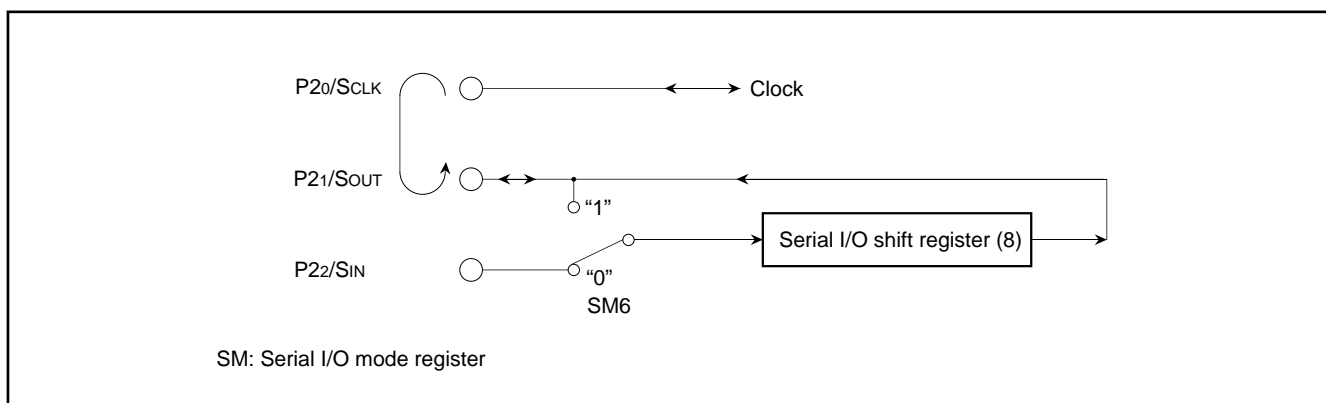 P20/SCLK
Clock
P21/SOUT
“1”
Serial I/O shift register (8)
P22/SIN
“0”
SM6
SM: Serial I/O mode register